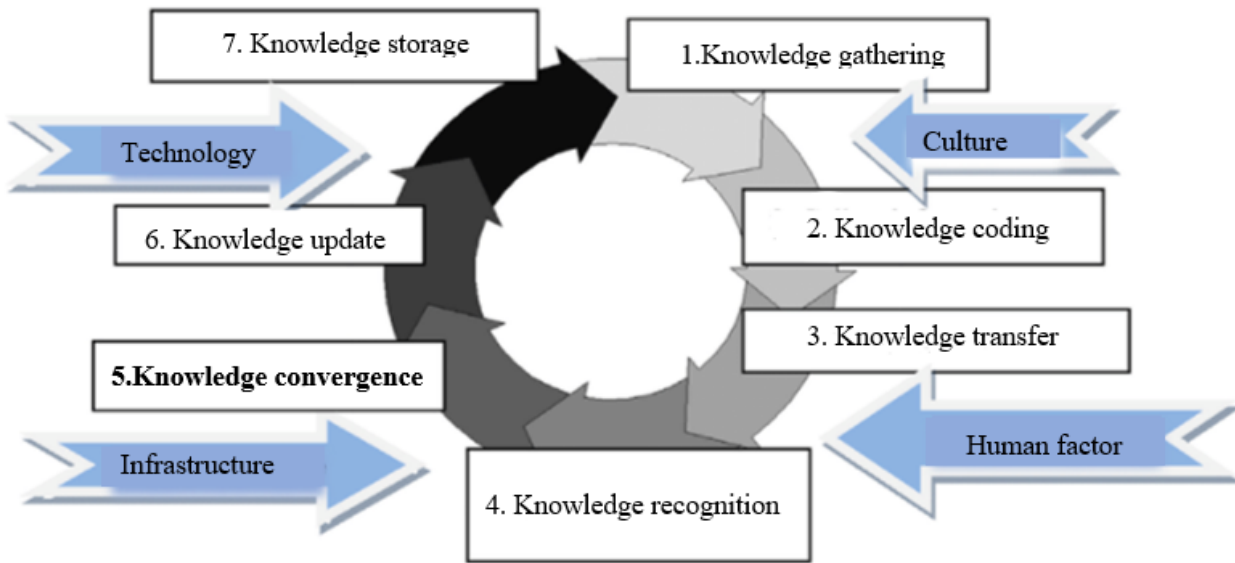 7. Knowledge storage
1.Knowledge gathering
Technology
Culture
6. Knowledge update
2. Knowledge coding
3. Knowledge transfer
5.Knowledge convergence
Infrastructure
Human factor
4. Knowledge recognition